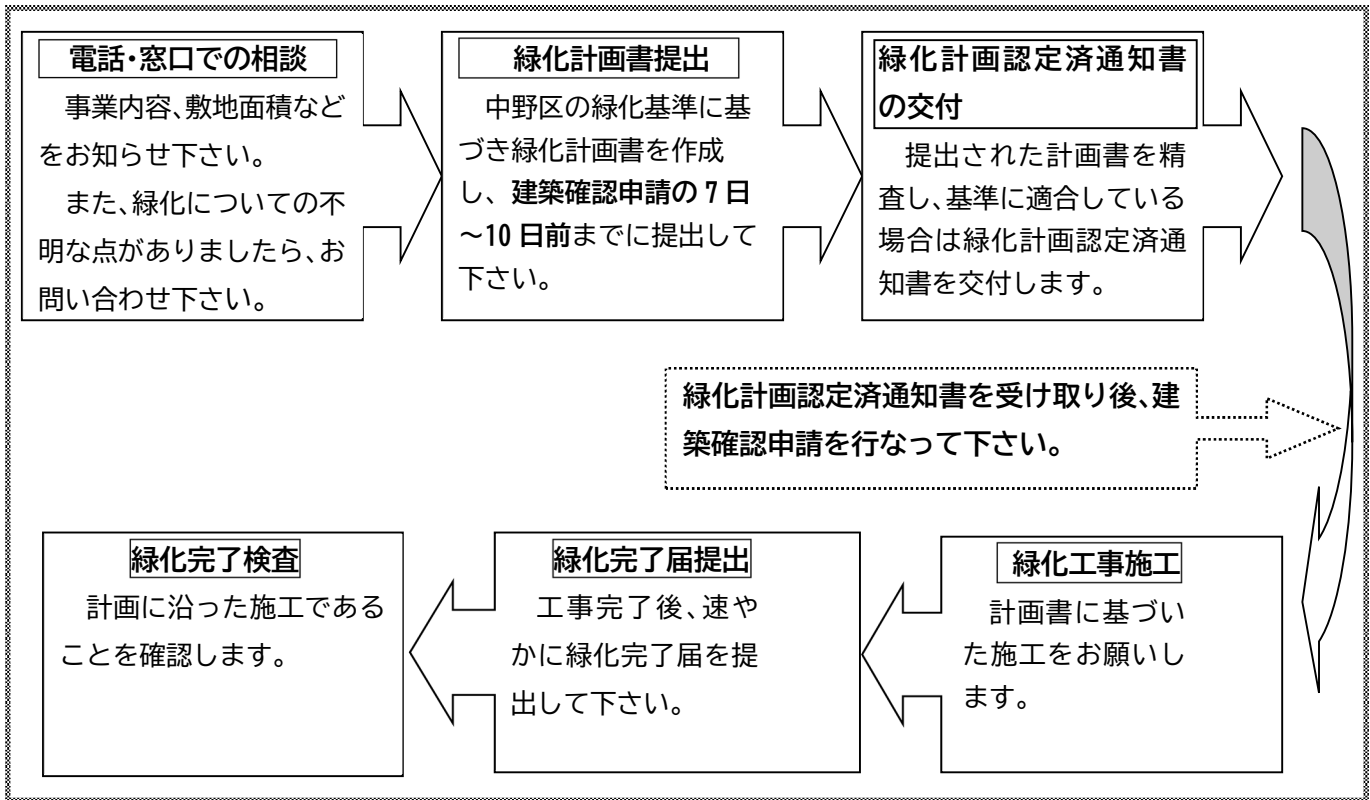 電話・窓口での相談
事業内容、敷地面積など
をお知らせ下さい。
また、緑化についての不
明な点がありましたら、お
問い合わせ下さい。
緑化計画書提出
中野区の緑化基準に基
づき緑化計画書を作成
し、建築確認申請の7日
～10日前までに提出して
下さい。
緑化計画認定済通知書
の交付
提出された計画書を精
査し、基準に適合している
場合は緑化計画認定済通
知書を交付します。
緑化計画認定済通知書を受け取り後、建
築確認申請を行なって下さい。
緑化工事施工
計画書に基づい
た施工をお願いし
ます。
緑化完了届提出
工事完了後、速や
かに緑化完了届を提
出して下さい。
緑化完了検査
計画に沿った施工である
ことを確認します。